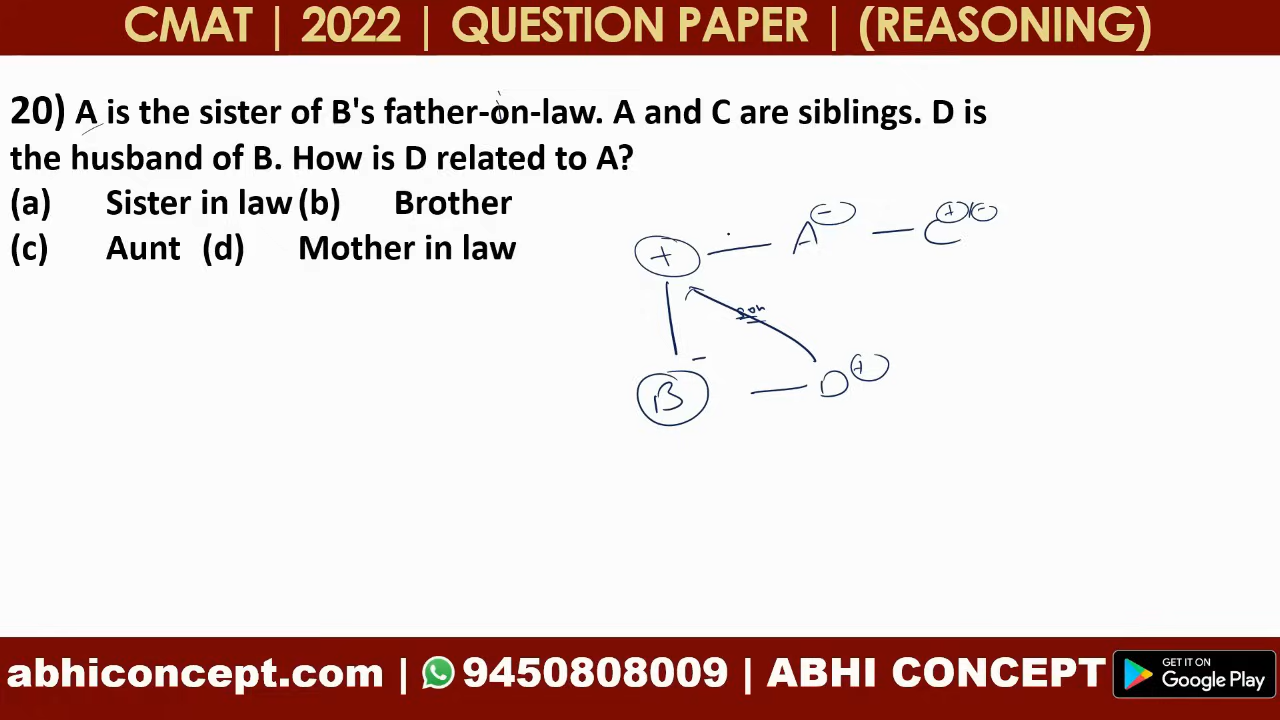 CMAT | 2022 | QUESTION PAPER | (REASONING)
20) A is the sister of B's father-on-law. A and C are siblings. D is
the husband of B. How is D related to A?
(a) Sister in law (b) Brother
(c) Aunt (d) Mother in law
+ A - C + -
son
B - D +
abhiconcept.com | 9450808009 | ABHI CONCEPT
GET IT ON
Google Play